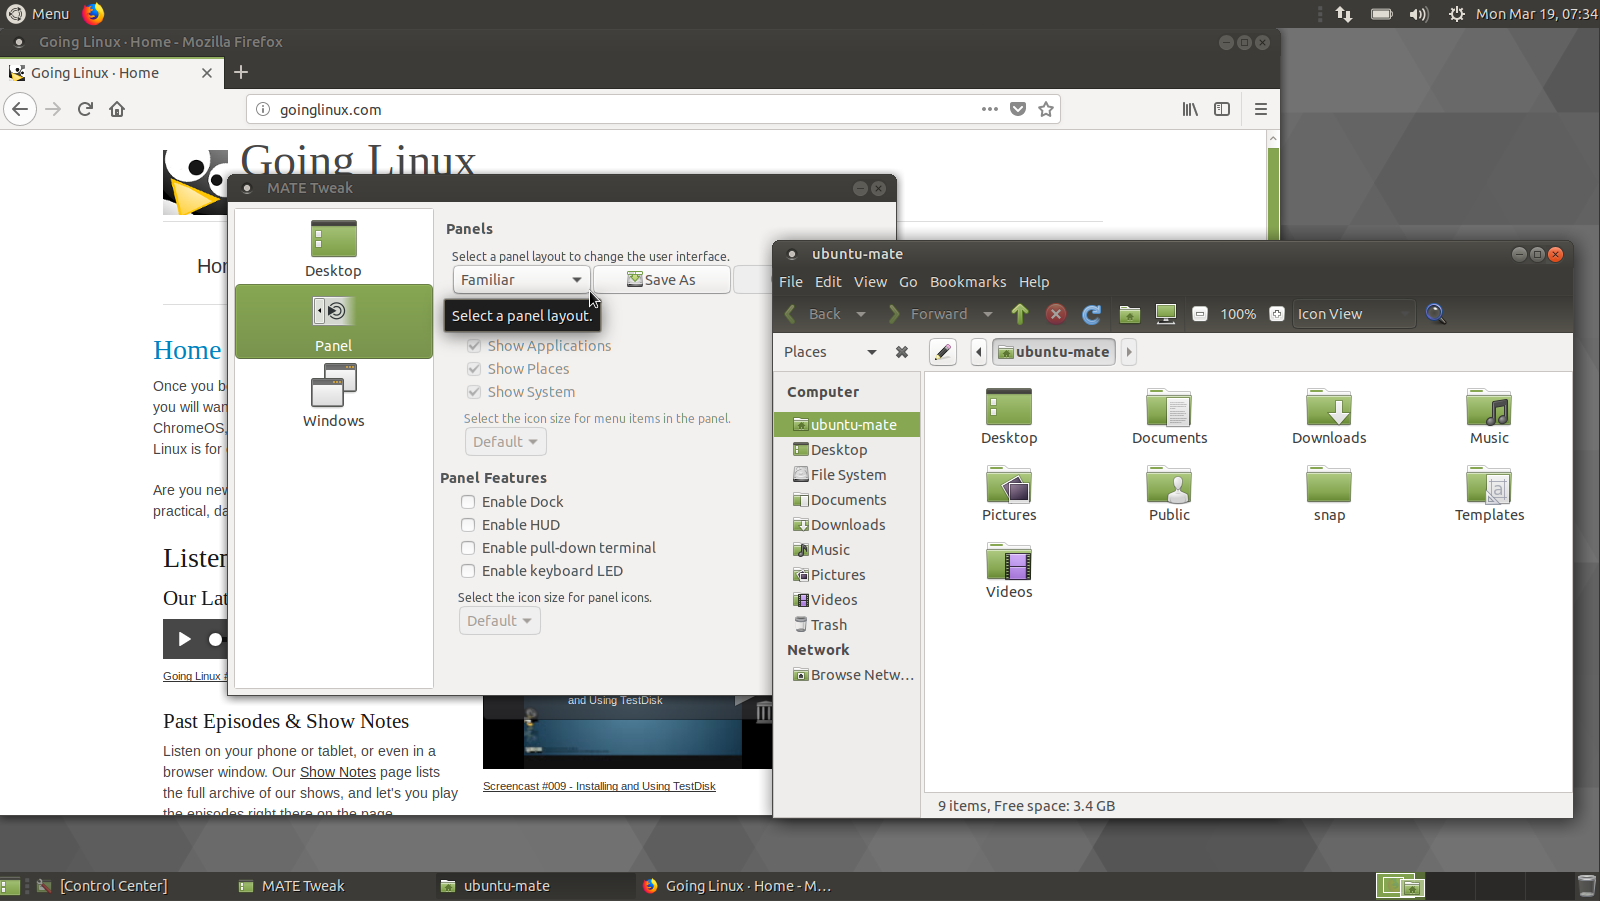 Menu
Mon Mar 19, 07:34
Going Linux · Home - Mozilla Firefox
Going Linux · Home
goinglinux.com
Going Linux
Home
Once you b
you will wan
ChromeOS,
Linux is for
Are you new
practical, da
Listen
Our Lat
Going Linux #
Past Episodes & Show Notes
Listen on your phone or tablet, or even in a
browser window. Our Show Notes page lists
the full archive of our shows, and let's you play
the episodes right there on the page.
and Using TestDisk
Screencast #009 - Installing and Using TestDisk
MATE Tweak
Desktop
Panel
Windows
Panels
Select a panel layout to change the user interface.
Familiar
Save As
Select a panel layout.
Show Applications
Show Places
Show System
Select the icon size for menu items in the panel.
Default
Panel Features
Enable Dock
Enable HUD
Enable pull-down terminal
Enable keyboard LED
Select the icon size for panel icons.
Default
ubuntu-mate
File Edit View Go Bookmarks Help
Back Forward 100% Icon View
Places ubuntu-mate
Computer
ubuntu-mate
Desktop
File System
Documents
Downloads
Music
Pictures
Videos
Trash
Network
Browse Netw...
Desktop Documents Downloads Music
Pictures Public snap Templates
Videos
9 items, Free space: 3.4 GB
[Control Center] MATE Tweak ubuntu-mate Going Linux · Home - M...